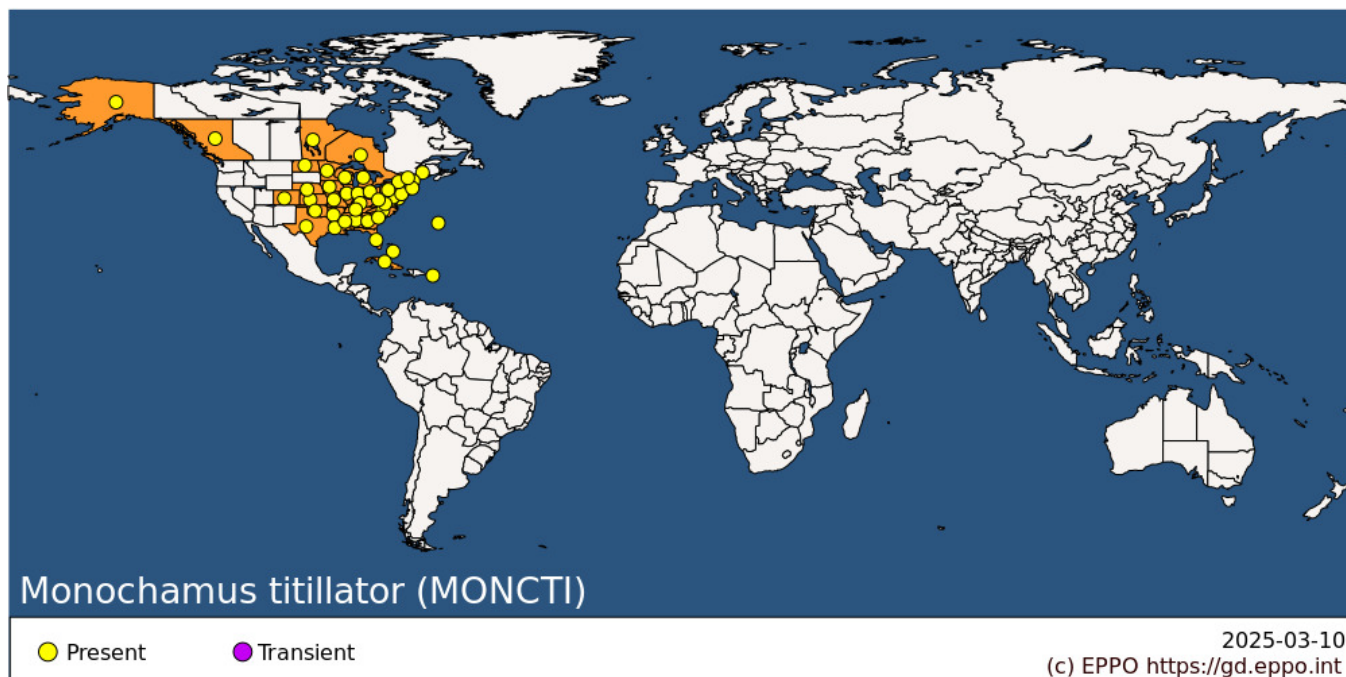 Monochamus titillator (MONCTI)
Present
Transient
2025-03-10
(c) EPPO https://gd.eppo.int